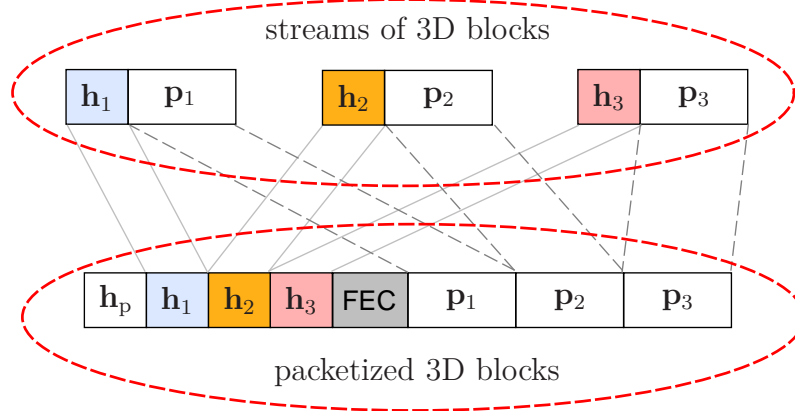 streams of 3D blocks
h₁ p₁ h₂ p₂ h₃ p₃
hₚ h₁ h₂ h₃ FEC p₁ p₂ p₃
packetized 3D blocks